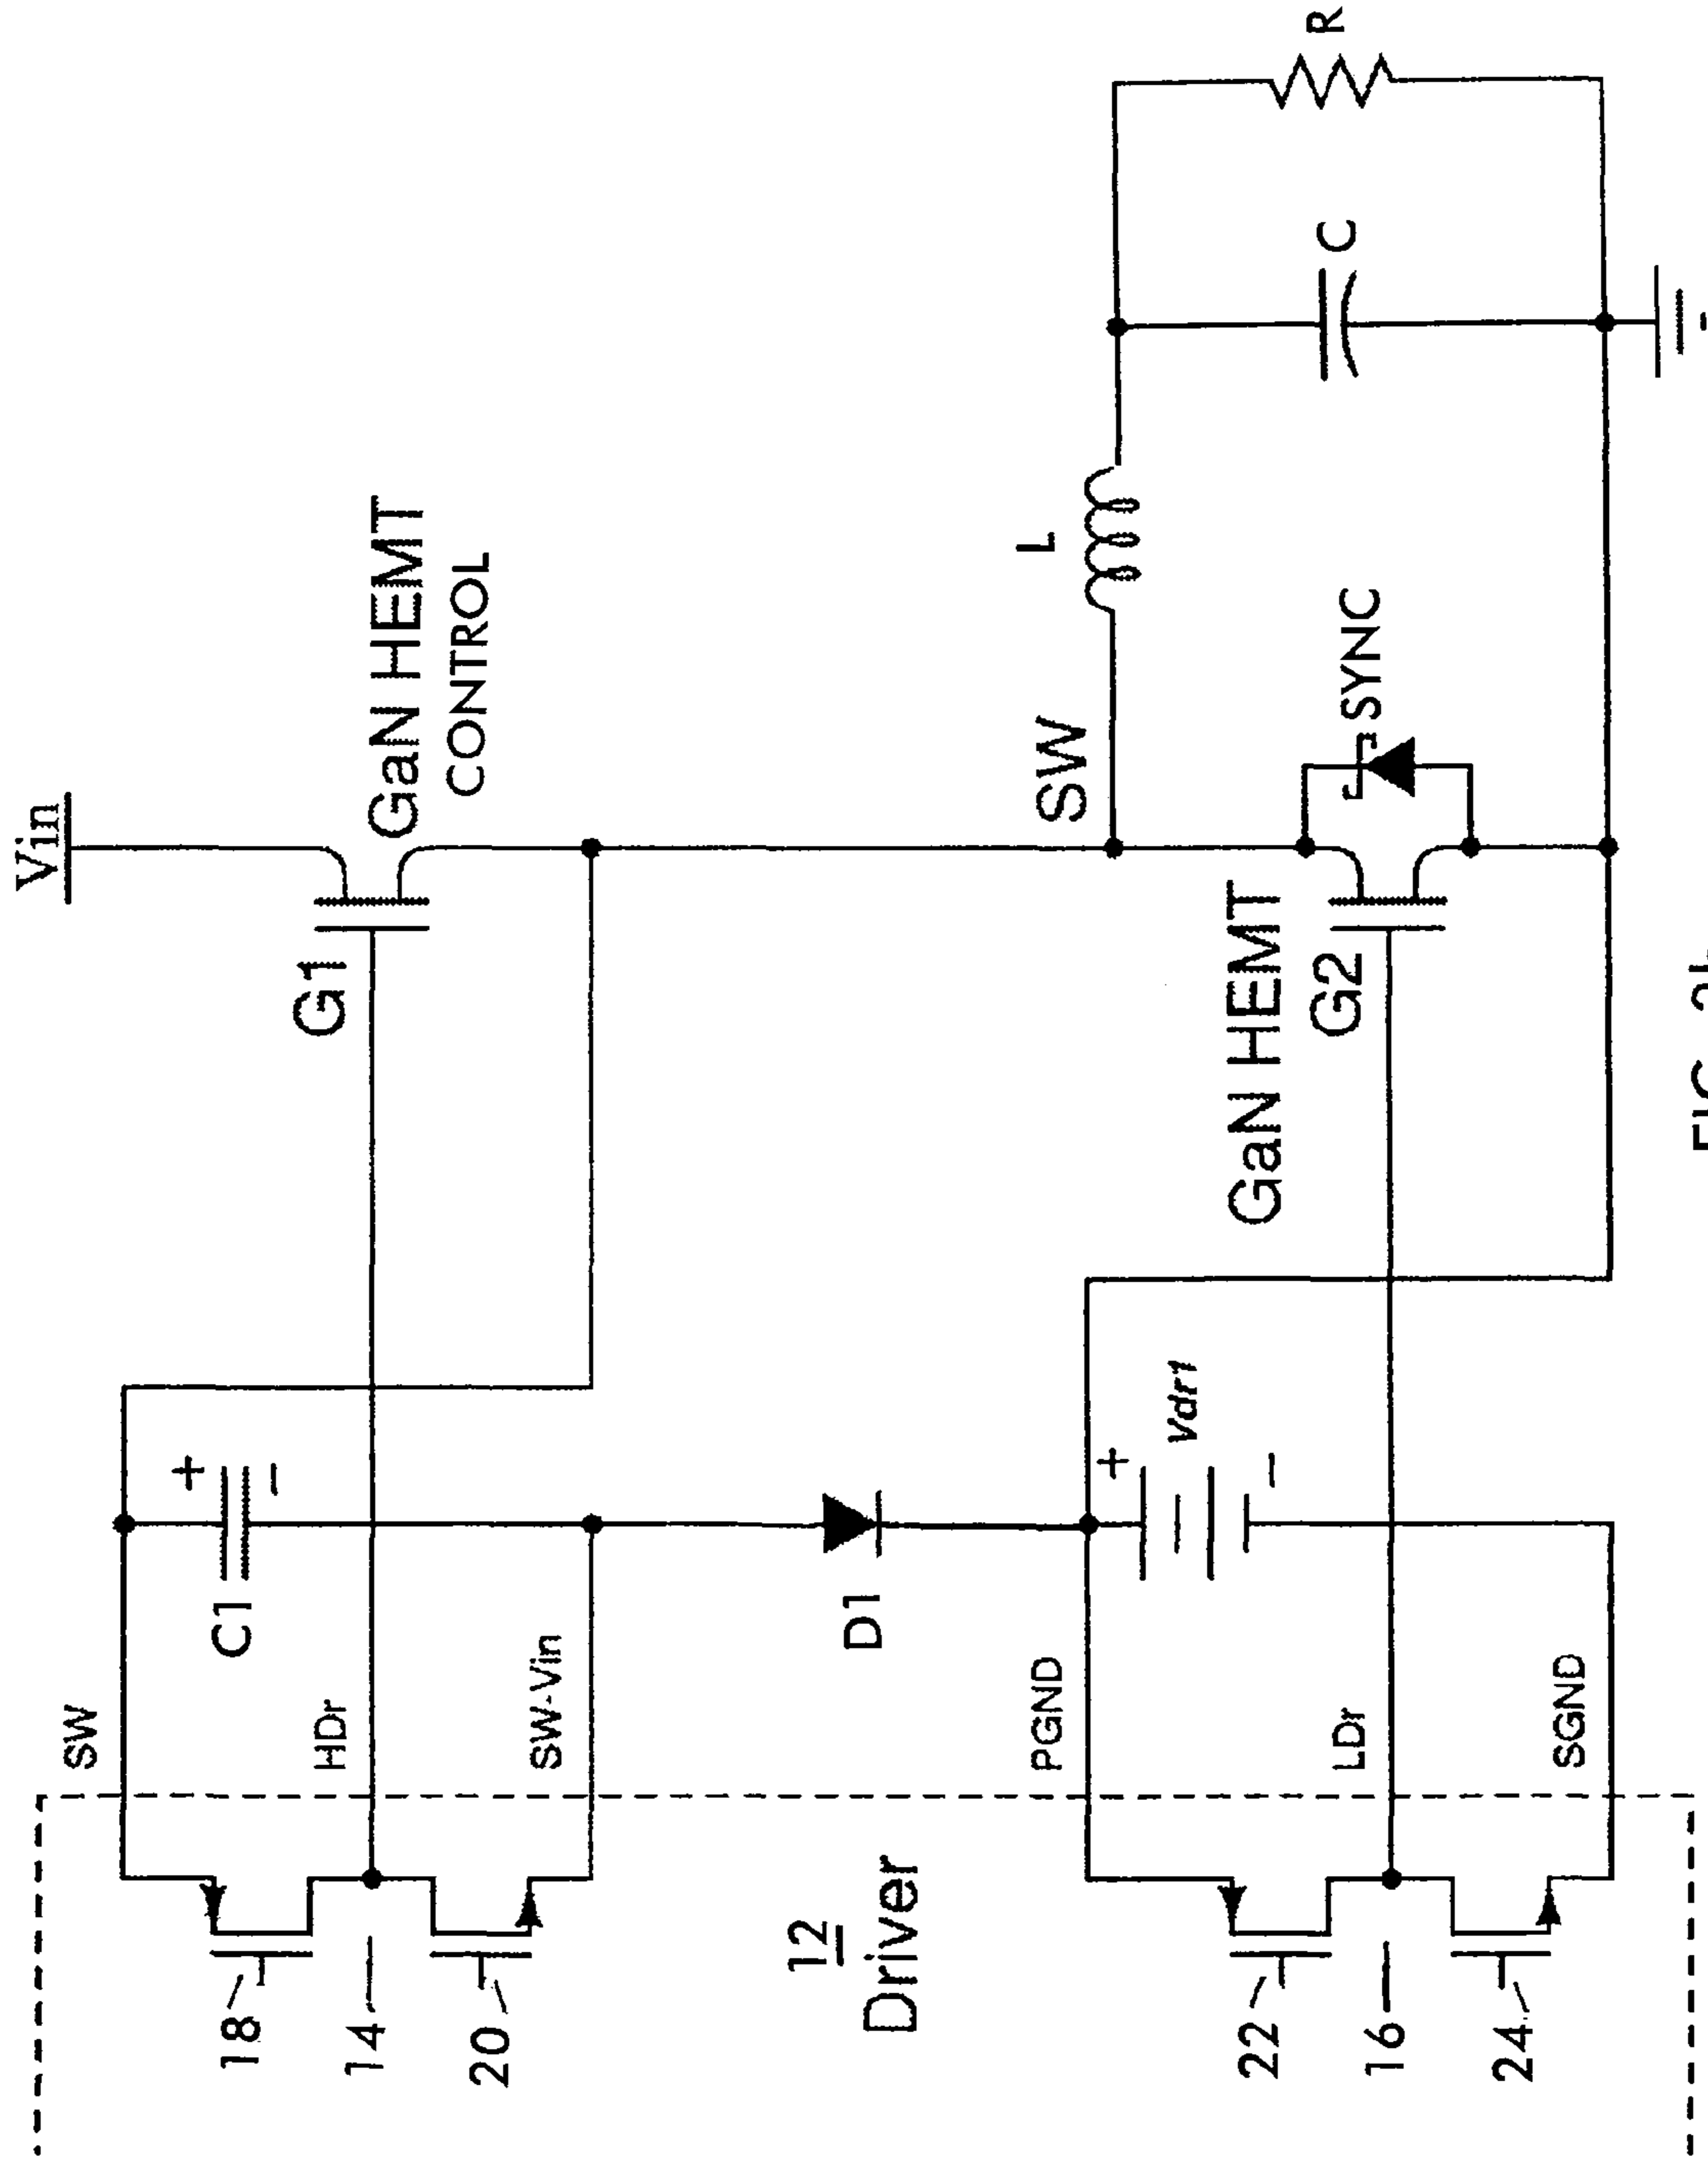 Vin
G1
GaN HEMT
CONTROL
SW
C1
+
−
HDr
SW-Vin
18
14
20
12
Driver
D1
SW
L
C
R
GaN HEMT
G2
SYNC
PGND
+
Vdr1
−
LDr
SGND
22
16
24